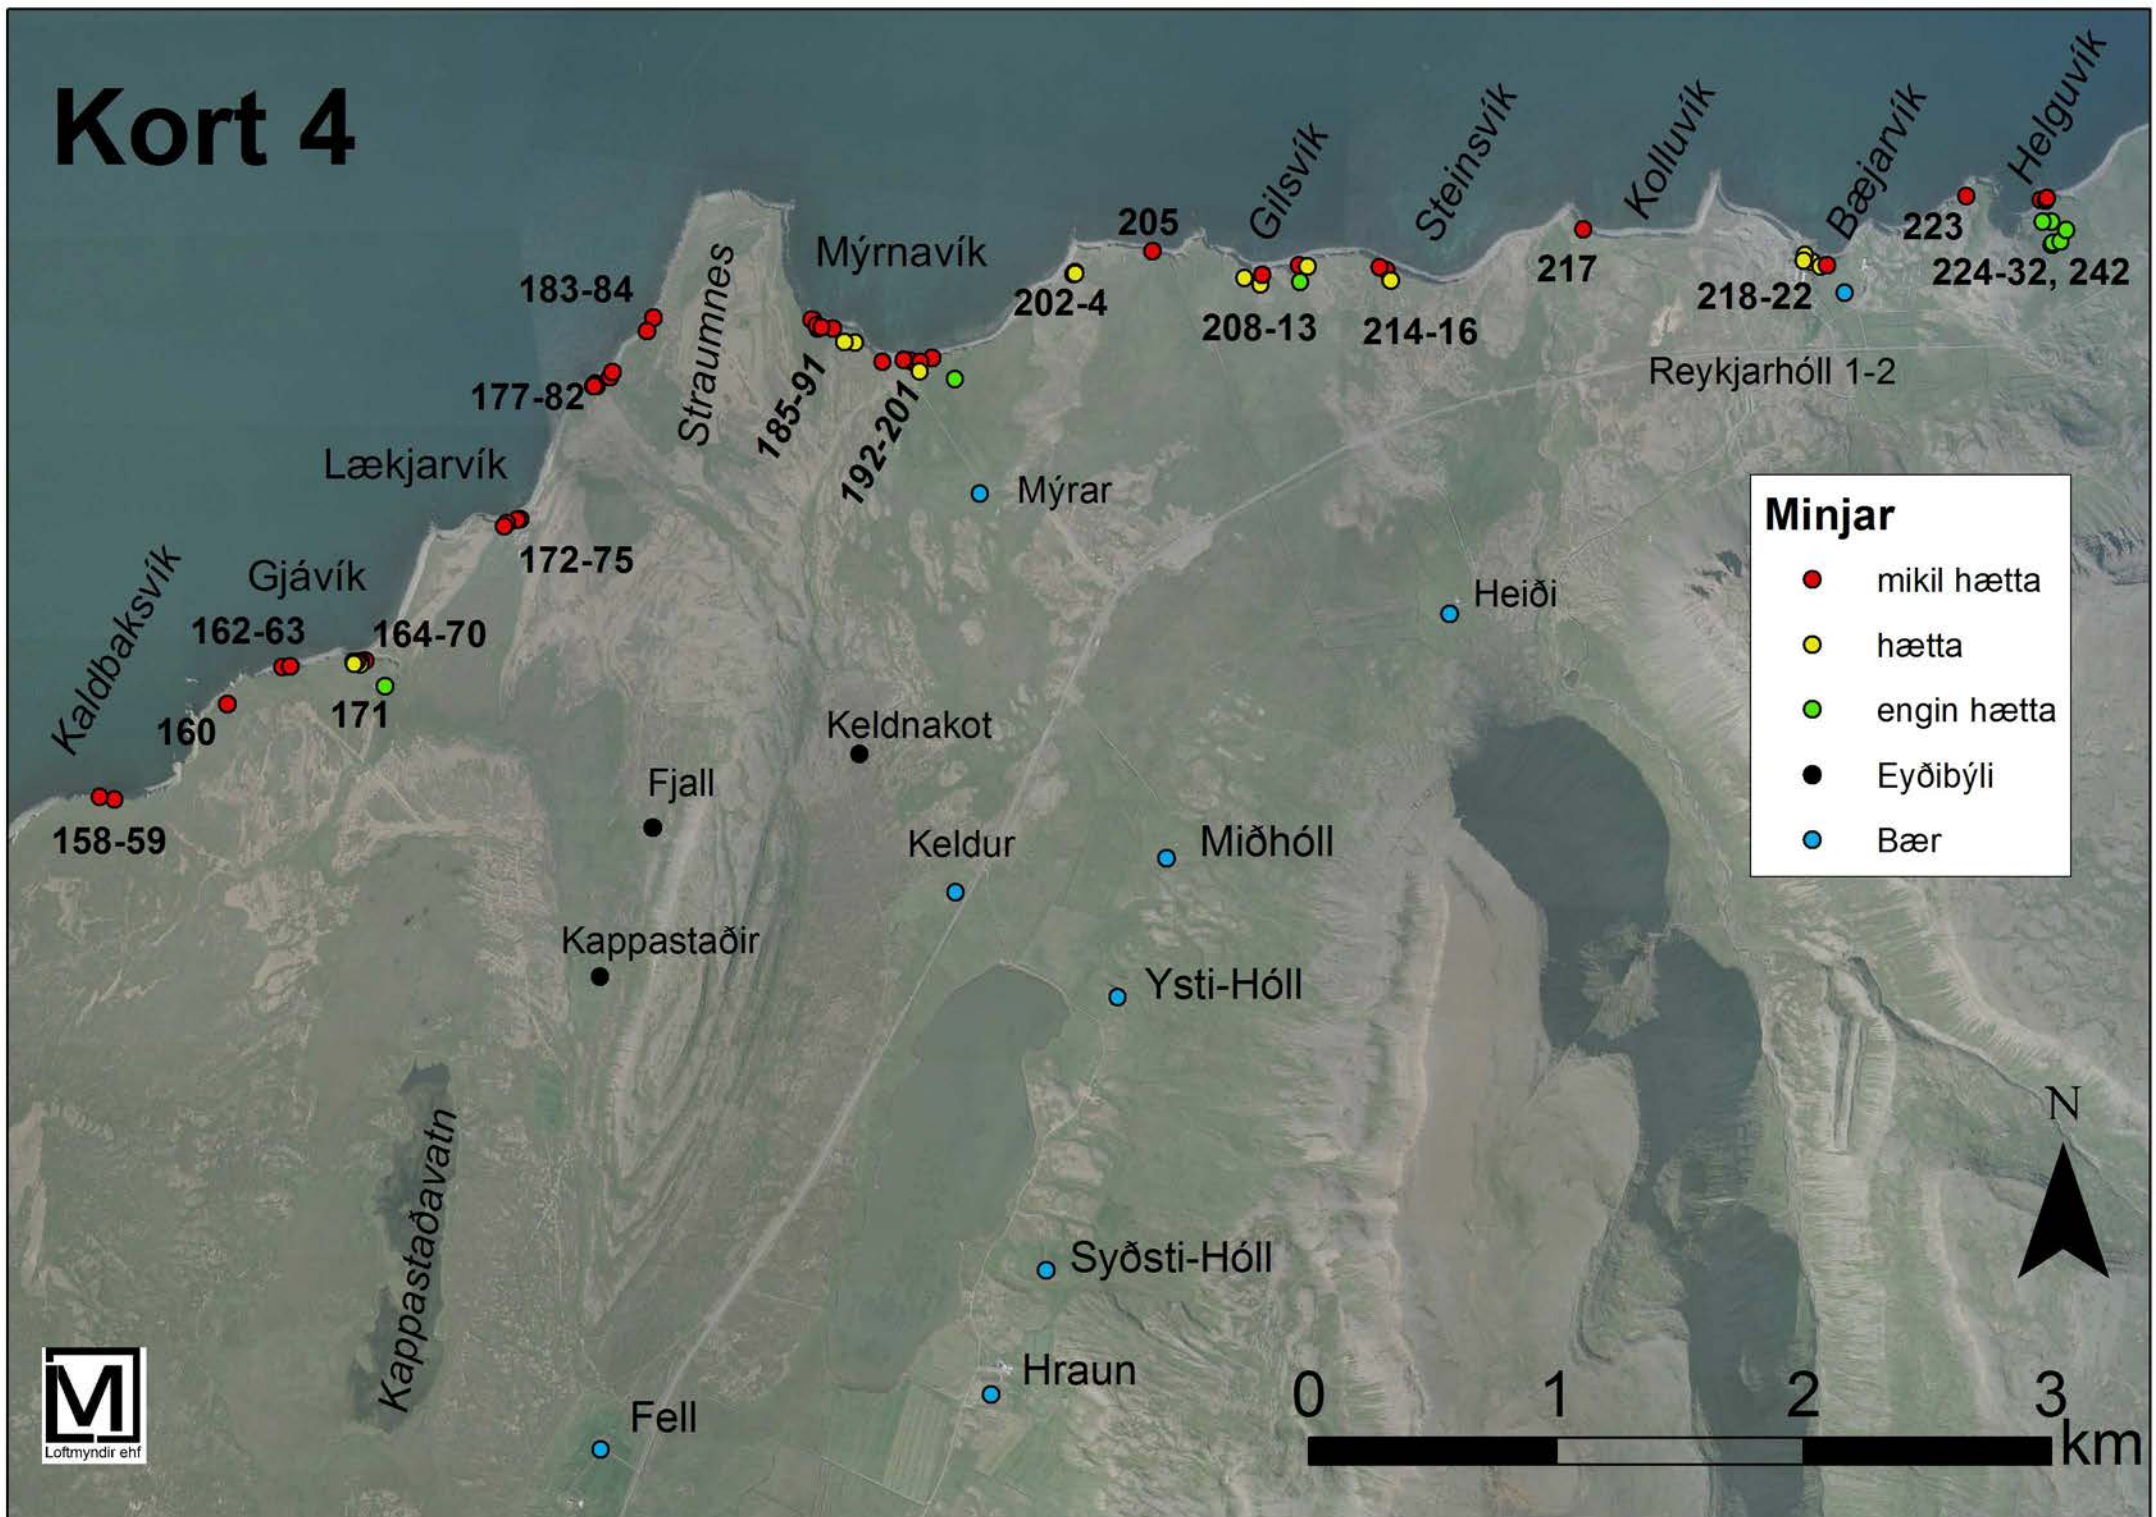 Kort 4
Helguvík
Bæjarvík
Kolluvík
Steinsvík
Gilsvík
205
223
Mýrnavík
Straumnes
183-84
202-4
217
224-32, 242
218-22
208-13
214-16
185-91
192-201
177-82
Reykjarhóll 1-2
Lækjarvík
Mýrar
172-75
Minjar
mikil hætta
hætta
engin hætta
Eyðibýli
Bær
Kaldbaksvík
Gjávík
162-63
164-70
171
160
158-59
Heiði
Keldnakot
Fjall
Keldur
Miðhóll
Kappastaðir
Ysti-Hóll
Kappastaðavatn
Syðsti-Hóll
Hraun
Fell
N
0 1 2 3
km
M
Loftmyndir ehf